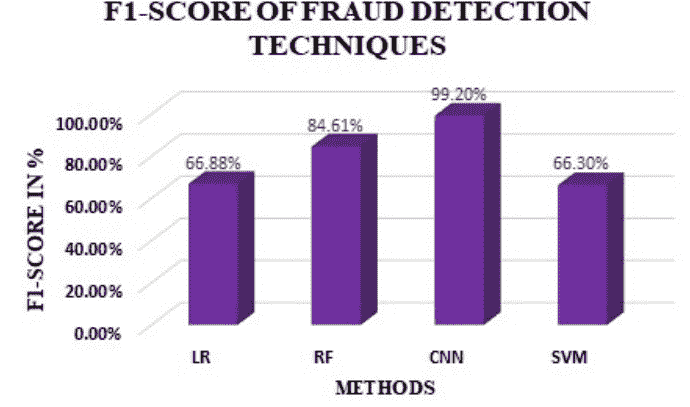 F1-SCORE OF FRAUD DETECTION
TECHNIQUES
F1-SCORE IN %
100.00%
80.00%
60.00%
40.00%
20.00%
0.00%
66.88%
84.61%
99.20%
66.30%
LR
RF
CNN
SVM
METHODS